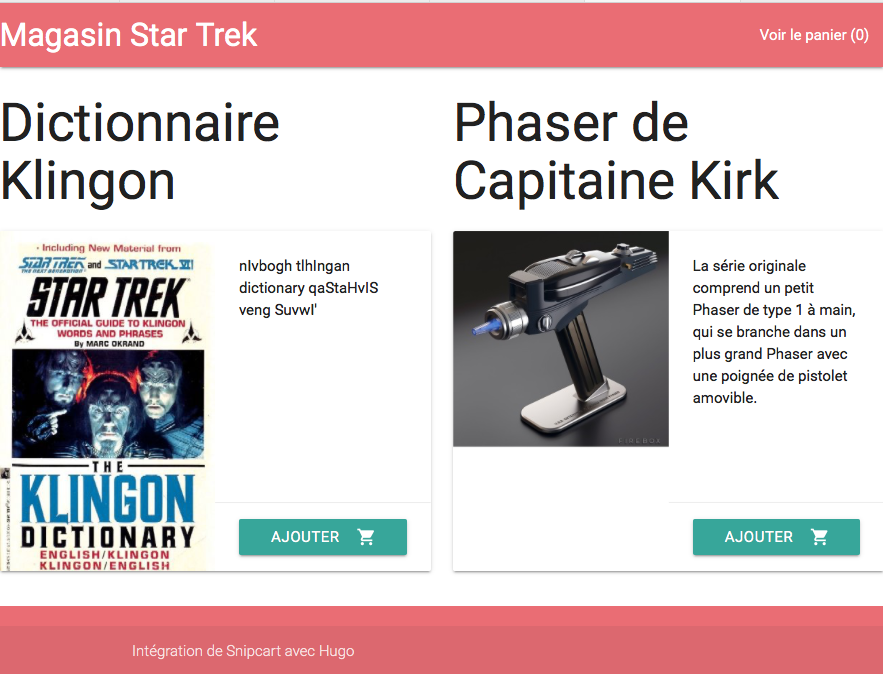 Magasin Star Trek
Voir le panier (0)
Dictionnaire
Klingon
• Including New Material from
STAR TREK THE NEXT GENERATION and STAR TREK VI!
STAR TREK
THE OFFICIAL GUIDE TO KLINGON
WORDS AND PHRASES
By MARC OKRAND
THE
KLINGON
DICTIONARY
ENGLISH/KLINGON
KLINGON/ENGLISH
nIvbogh tlhIngan
dictionary qaStaHvIS
veng SuvwI'
AJOUTER
Phaser de
Capitaine Kirk
La série originale
comprend un petit
Phaser de type 1 à main,
qui se branche dans un
plus grand Phaser avec
une poignée de pistolet
amovible.
AJOUTER
Intégration de Snipcart avec Hugo